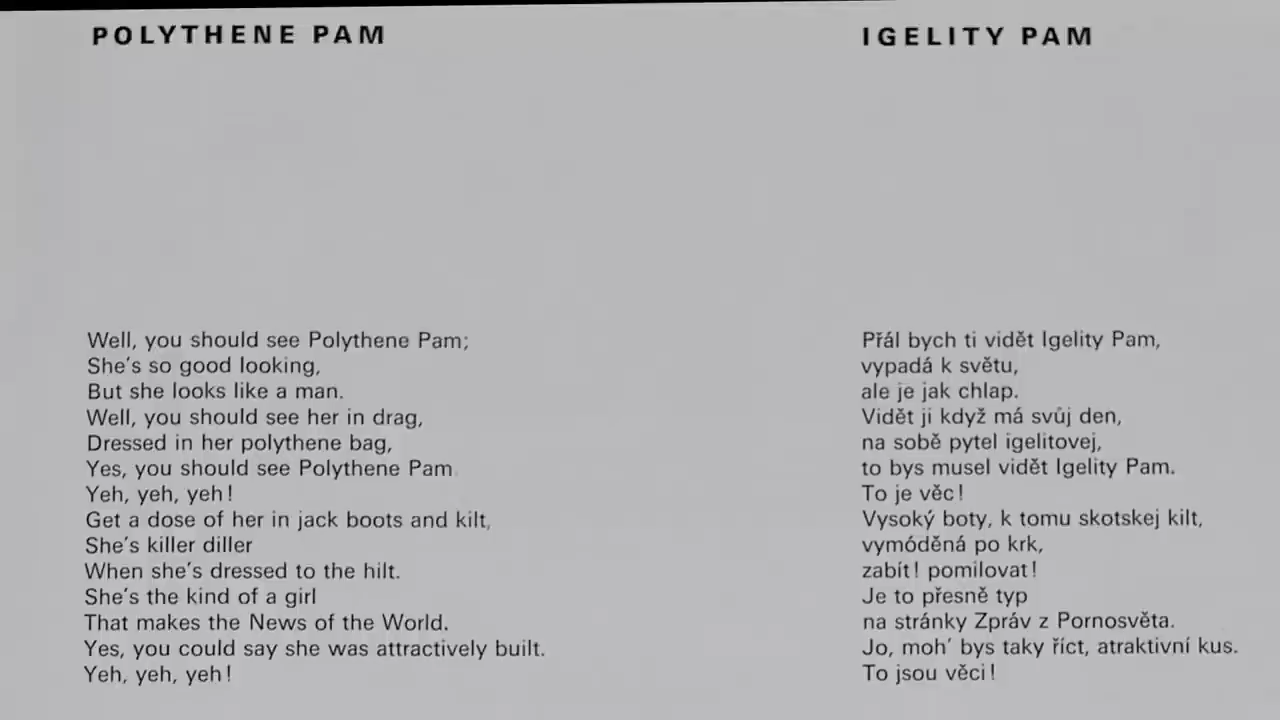 POLYTHENE PAM
Well, you should see Polythene Pam;
She's so good looking,
But she looks like a man.
Well, you should see her in drag,
Dressed in her polythene bag,
Yes, you should see Polythene Pam
Yeh, yeh, yeh!
Get a dose of her in jack boots and kilt,
She's killer diller
When she's dressed to the hilt.
She's the kind of a girl
That makes the News of the World.
Yes, you could say she was attractively built.
Yeh, yeh, yeh!
IGELITY PAM
Přál bych ti vidět Igelity Pam,
vypadá k světu,
ale je jak chlap.
Vidět ji když má svůj den,
na sobě pytel igelitovej,
to bys musel vidět Igelity Pam.
To je věc!
Vysoký boty, k tomu skotskej kilt,
vymóděná po krk,
zabít! pomilovat!
Je to přesně typ
na stránky Zpráv z Pornosvěta.
Jo, moh' bys taky říct, atraktivní kus.
To jsou věci!